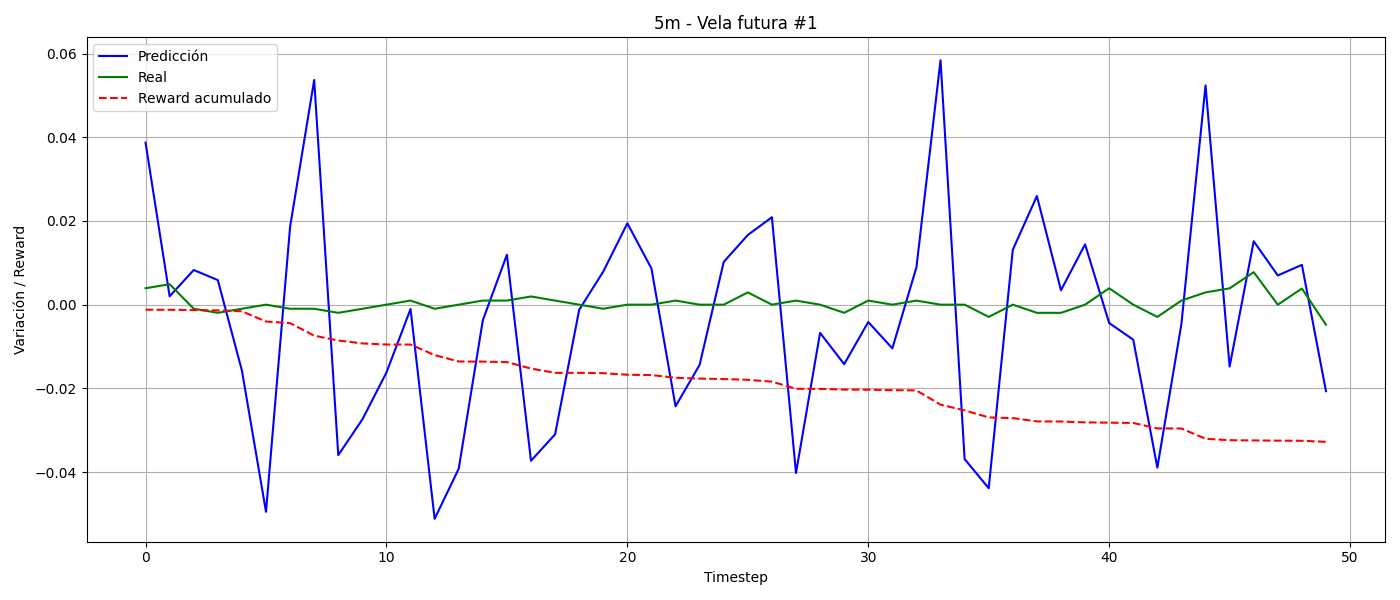 5m - Vela futura #1
Predicción
Real
Reward acumulado
Variación / Reward
0.06
0.04
0.02
0.00
−0.02
−0.04
0
10
20
30
40
50
Timestep